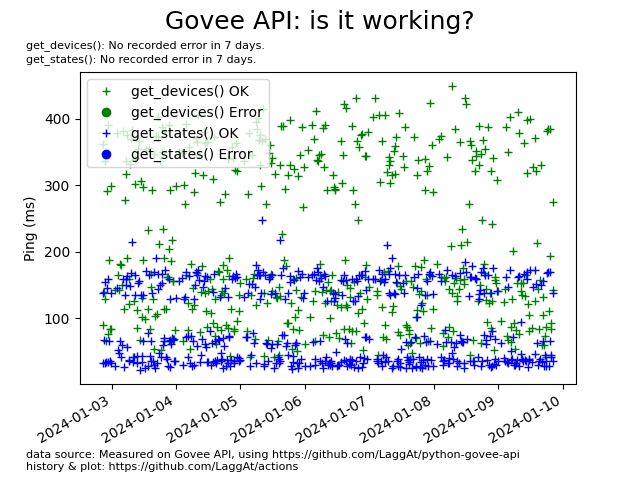 Govee API: is it working?
get_devices(): No recorded error in 7 days.
get_states(): No recorded error in 7 days.
get_devices() OK
get_devices() Error
get_states() OK
get_states() Error
Ping (ms)
400
300
200
100
2024-01-03
2024-01-04
2024-01-05
2024-01-06
2024-01-07
2024-01-08
2024-01-09
2024-01-10
data source: Measured on Govee API, using https://github.com/LaggAt/python-govee-api
history & plot: https://github.com/LaggAt/actions